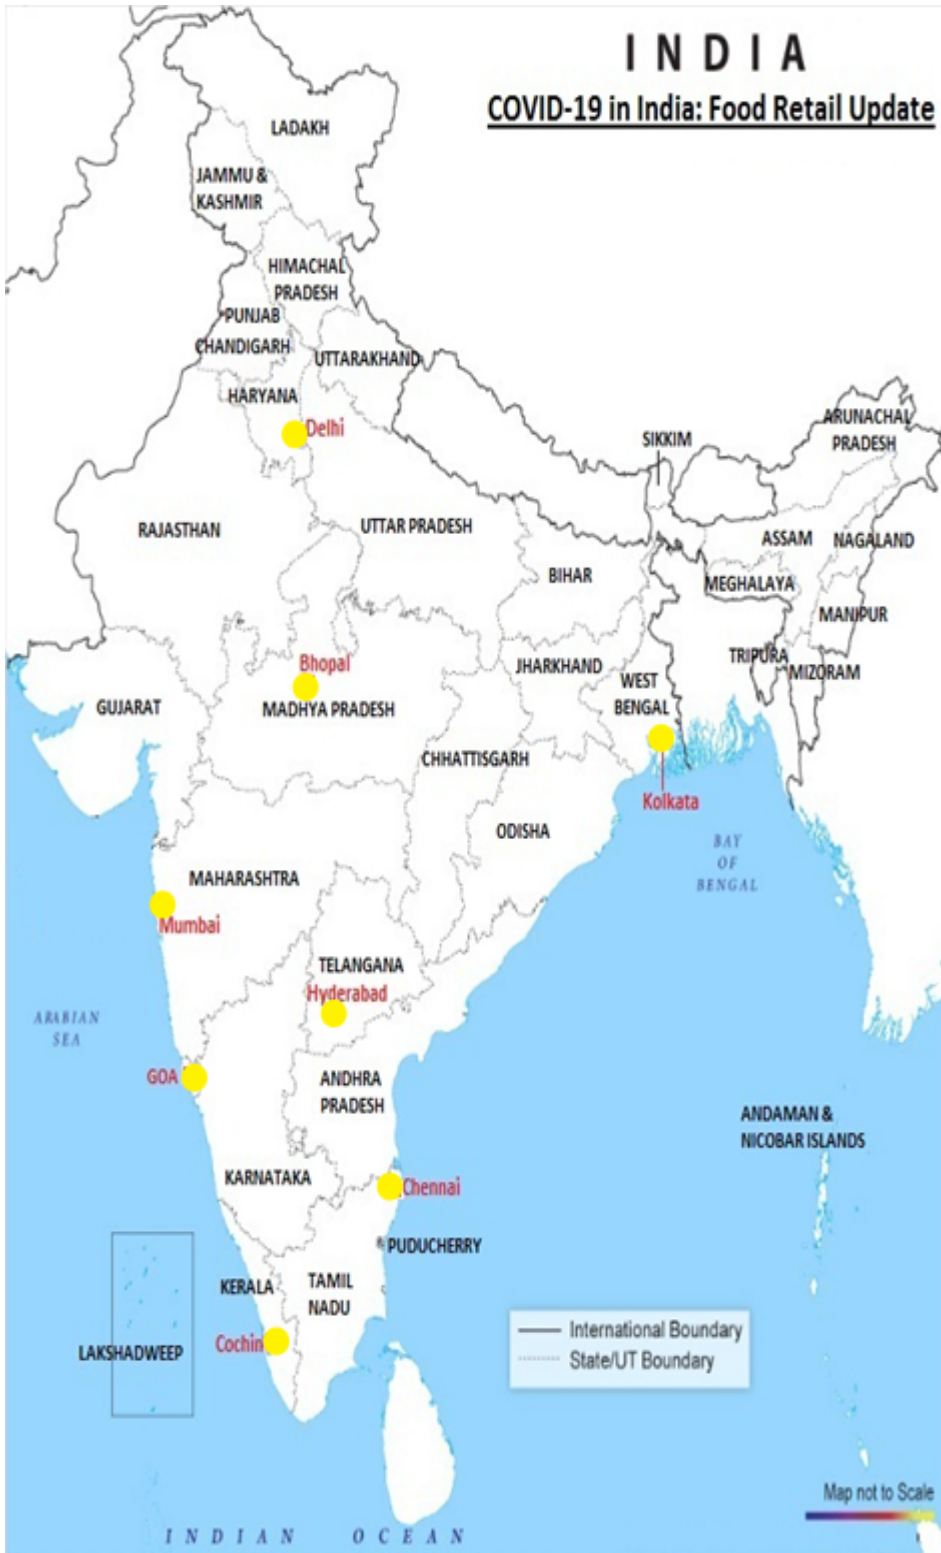 INDIA
COVID-19 in India: Food Retail Update
LADAKH
JAMMU &
KASHMIR
HIMACHAL
PRADESH
PUNJAB
CHANDIGARH
UTTARAKHAND
HARYANA
Delhi
ARUNACHAL
PRADESH
SIKKIM
RAJASTHAN
UTTAR PRADESH
ASSAM
NAGALAND
BIHAR
MEGHALAYA
MANIPUR
Bhopal
JHARKHAND
TRIPURA
MIZORAM
GUJARAT
MADHYA PRADESH
WEST
BENGAL
CHHATTISGARH
Kolkata
ODISHA
BAY
OF
BENGAL
MAHARASHTRA
Mumbai
TELANGANA
Hyderabad
ARABIAN
SEA
GOA
ANDHRA
PRADESH
ANDAMAN &
NICOBAR ISLANDS
KARNATAKA
Chennai
PUDUCHERRY
KERALA
TAMIL
NADU
Cochin
LAKSHADWEEP
International Boundary
State/UT Boundary
Map not to Scale
INDIAN OCEAN